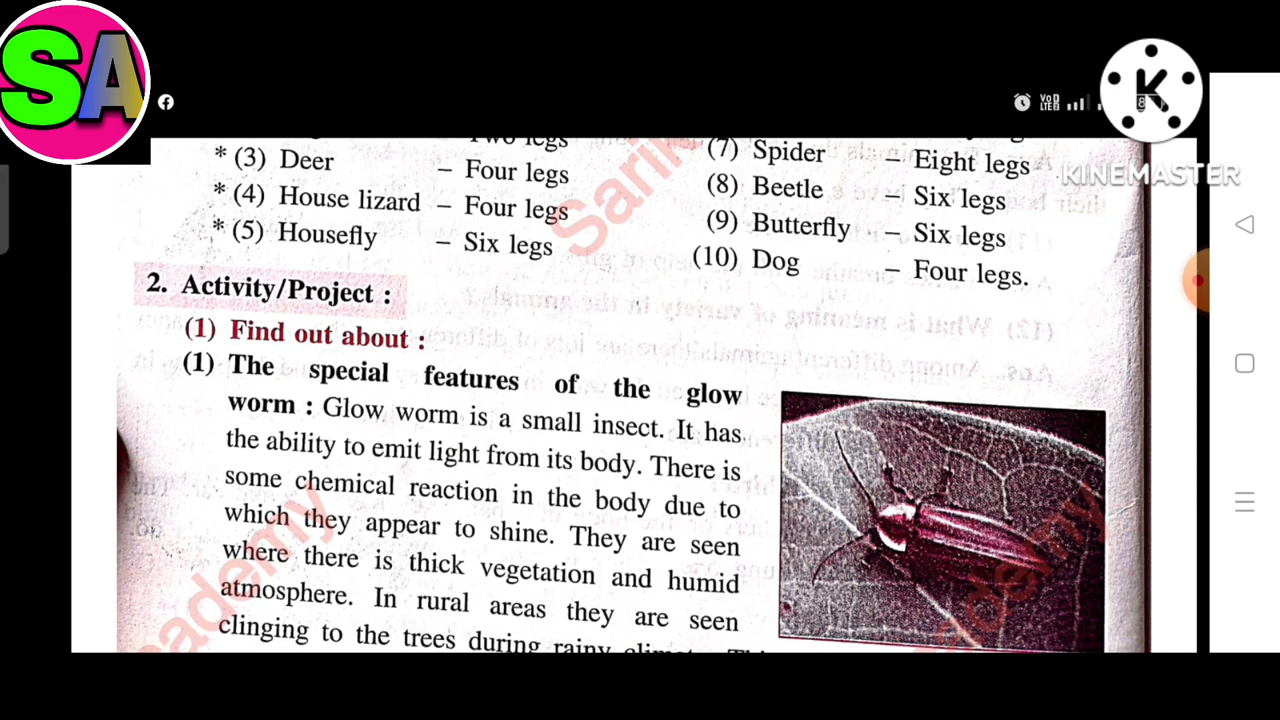 SA
VoD
LTE
K
KINEMASTER
Two legs
* (3) Deer – Four legs
* (4) House lizard – Four legs
* (5) Housefly – Six legs
(7) Spider – Eight legs
(8) Beetle – Six legs
(9) Butterfly – Six legs
(10) Dog – Four legs.
2. Activity/Project :
(1) Find out about :
(1) The special features of the glow
worm : Glow worm is a small insect. It has
the ability to emit light from its body. There is
some chemical reaction in the body due to
which they appear to shine. They are seen
where there is thick vegetation and humid
atmosphere. In rural areas they are seen
clinging to the trees during rainy